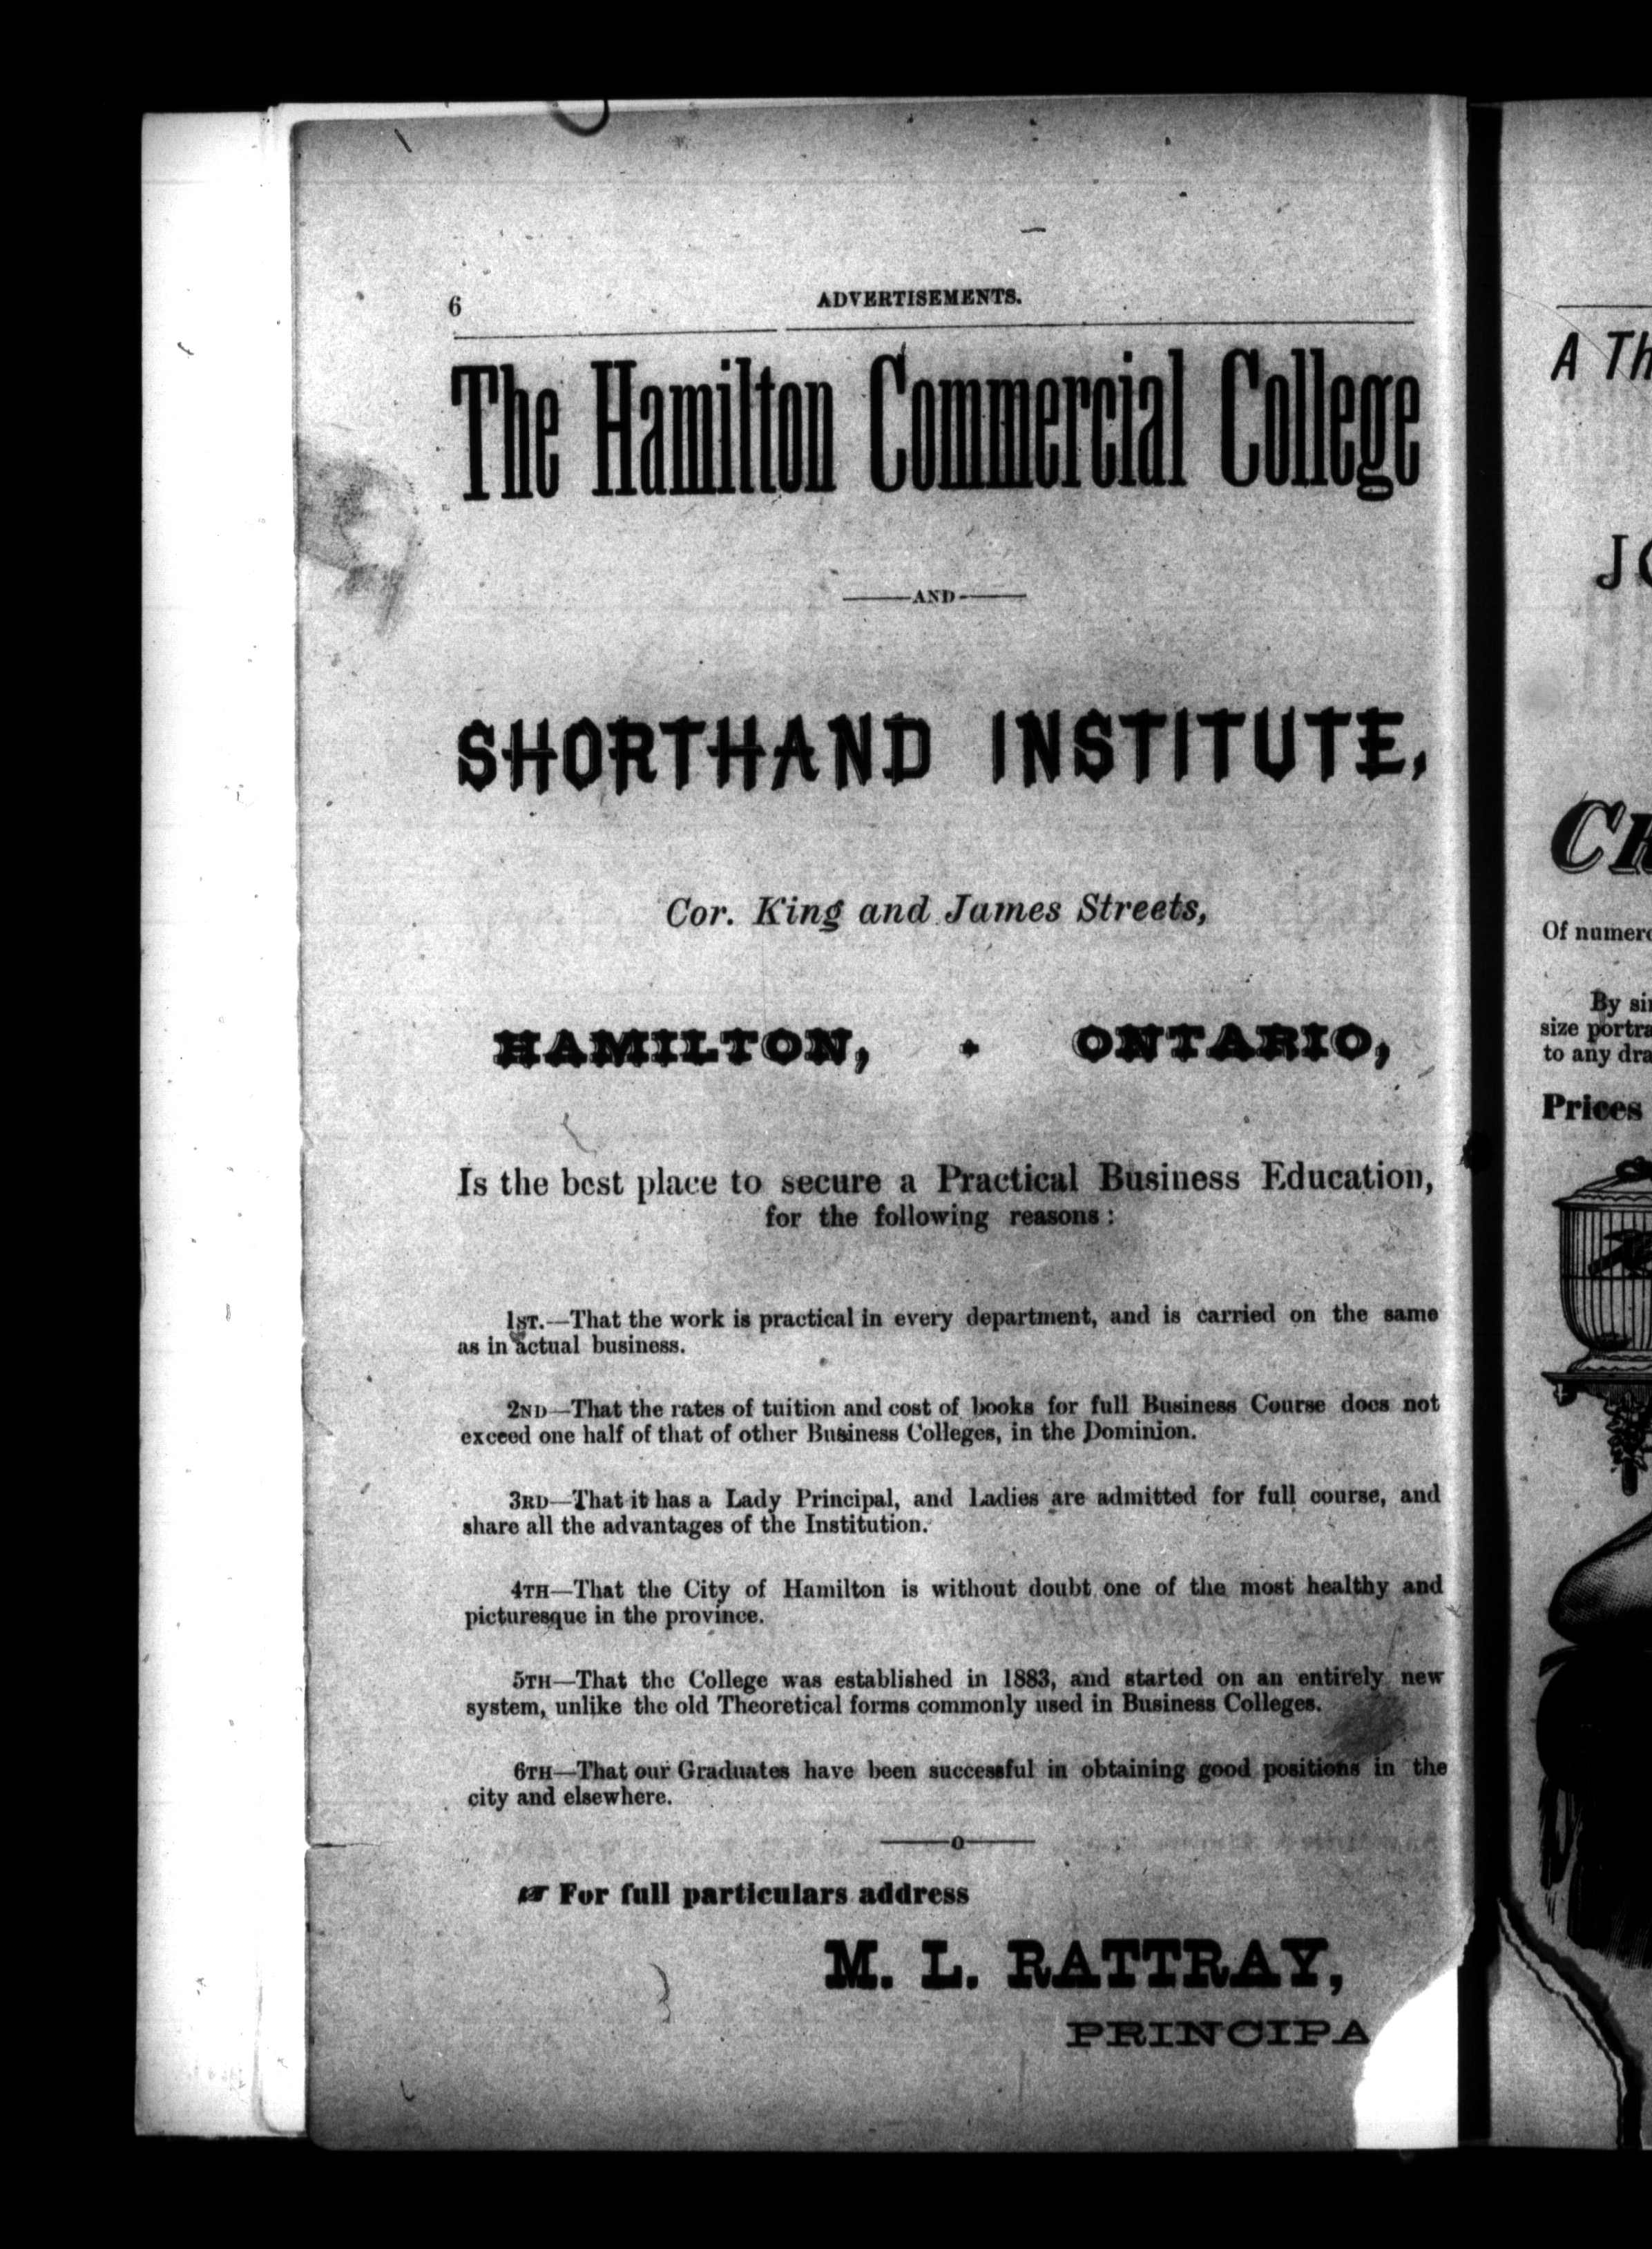 6
ADVERTISEMENTS.
The Hamilton Commercial College
—AND—
SHORTHAND INSTITUTE,
Cor. King and James Streets,
HAMILTON, - ONTARIO,
Is the best place to secure a Practical Business Education,
for the following reasons:
1ST.—That the work is practical in every department, and is carried on the same
as in actual business.
2ND—That the rates of tuition and cost of books for full Business Course does not
exceed one half of that of other Business Colleges, in the Dominion.
3RD—That it has a Lady Principal, and Ladies are admitted for full course, and
share all the advantages of the Institution.
4TH—That the City of Hamilton is without doubt one of the most healthy and
picturesque in the province.
5TH—That the College was established in 1883, and started on an entirely new
system, unlike the old Theoretical forms commonly used in Business Colleges.
6TH—That our Graduates have been successful in obtaining good positions in the
city and elsewhere.
—o—
☞ For full particulars address
M. L. RATTRAY,
PRINCIPA
A Th
JO
Of numer
By si
size portra
to any dra
Prices